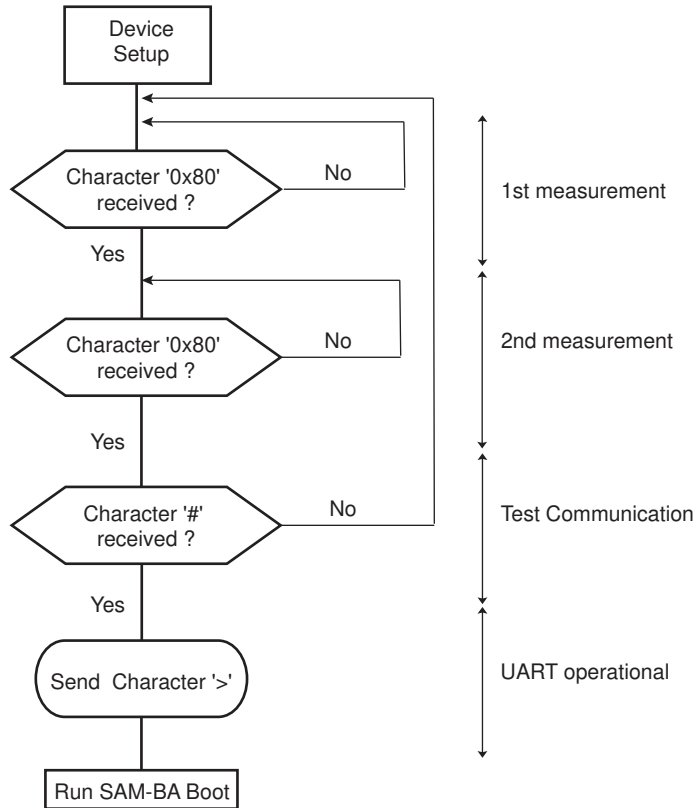 Device
Setup
Character '0x80'
received ?
No
1st measurement
Yes
Character '0x80'
received ?
No
2nd measurement
Yes
Character '#'
received ?
No
Test Communication
Yes
Send Character '>'
UART operational
Run SAM-BA Boot